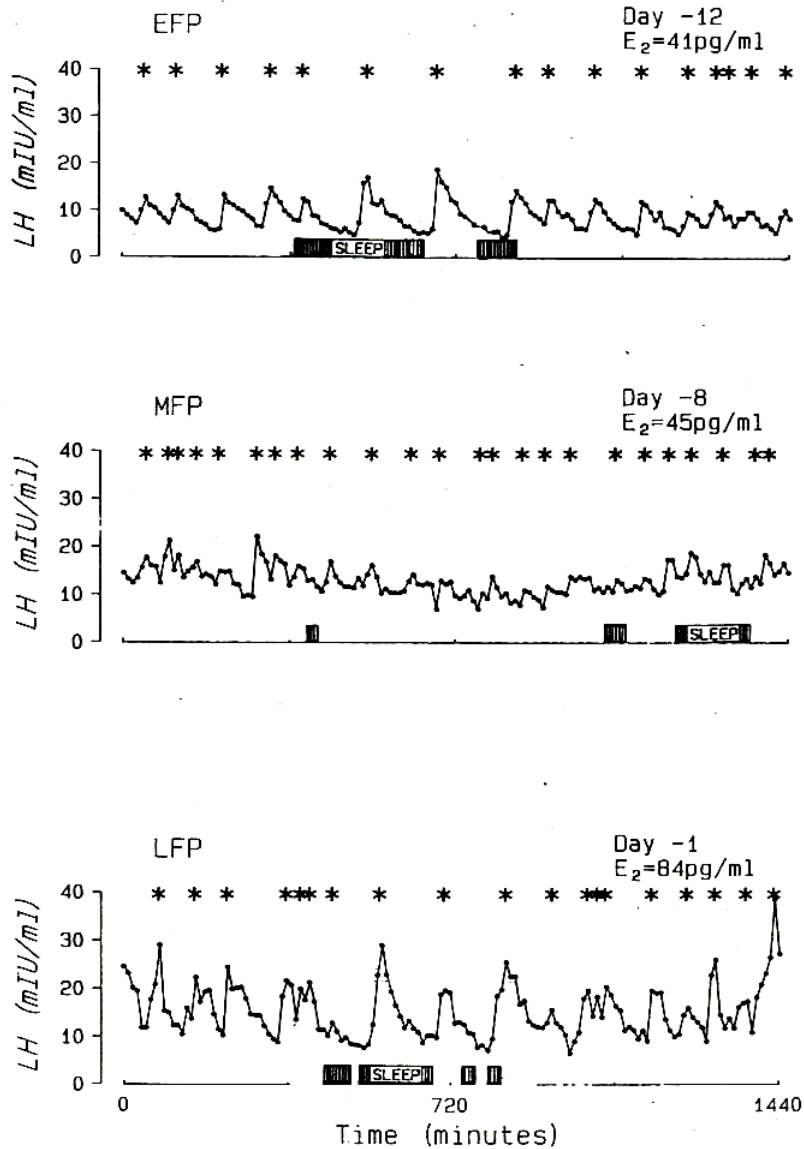 EFP
Day -12
E₂=41pg/ml
LH (mIU/ml)
40
30
20
10
0
* * * * * * * * * * * * * * * *
SLEEP
MFP
Day -8
E₂=45pg/ml
LH (mIU/ml)
40
30
20
10
0
* * * * * * * * * * * * * * * * * * * * * *
SLEEP
LFP
Day -1
E₂=84pg/ml
LH (mIU/ml)
40
30
20
10
0
* * * * * * * * * * * * * * * * * * *
SLEEP
0 720 1440
Time (minutes)